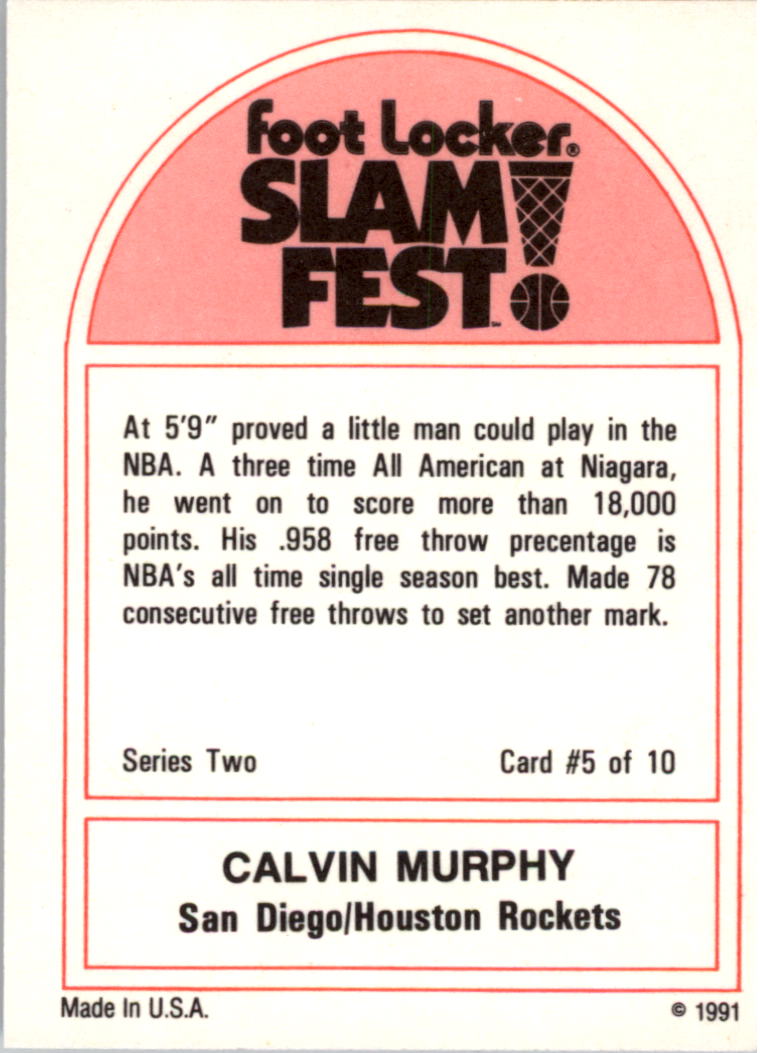 foot Locker®
SLAM
FEST! SM
At 5'9" proved a little man could play in the
NBA. A three time All American at Niagara,
he went on to score more than 18,000
points. His .958 free throw precentage is
NBA's all time single season best. Made 78
consecutive free throws to set another mark.
Series Two Card #5 of 10
CALVIN MURPHY
San Diego/Houston Rockets
Made In U.S.A. © 1991